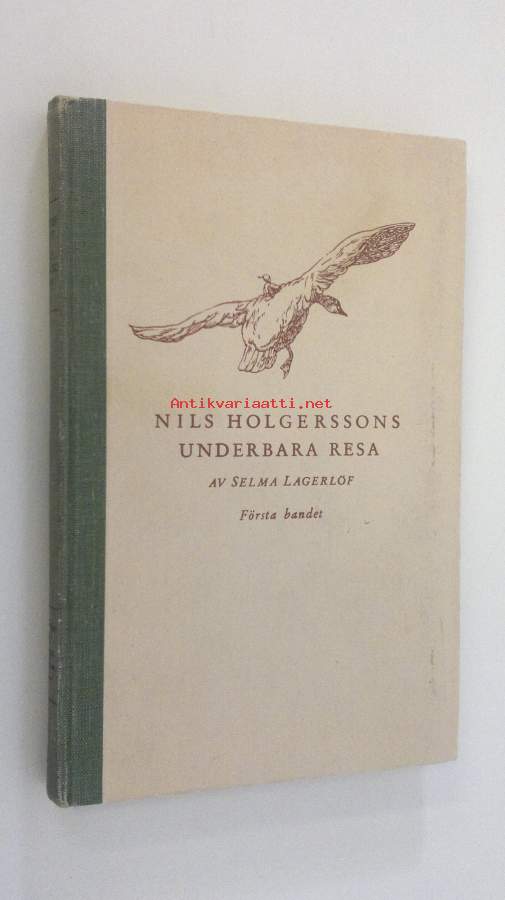 Antikvariaatti.net
NILS HOLGERSSONS
UNDERBARA RESA
AV SELMA LAGERLÖF
Första bandet